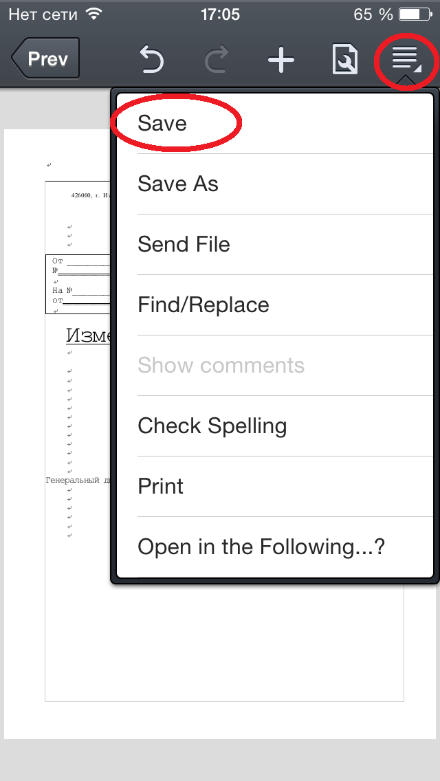 Нет сети 17:05 65 %
Prev
Save
Save As
Send File
Find/Replace
Show comments
Check Spelling
Print
Open in the Following...?
426000, г. И
От
№
На №
от
Изме
Генеральный д